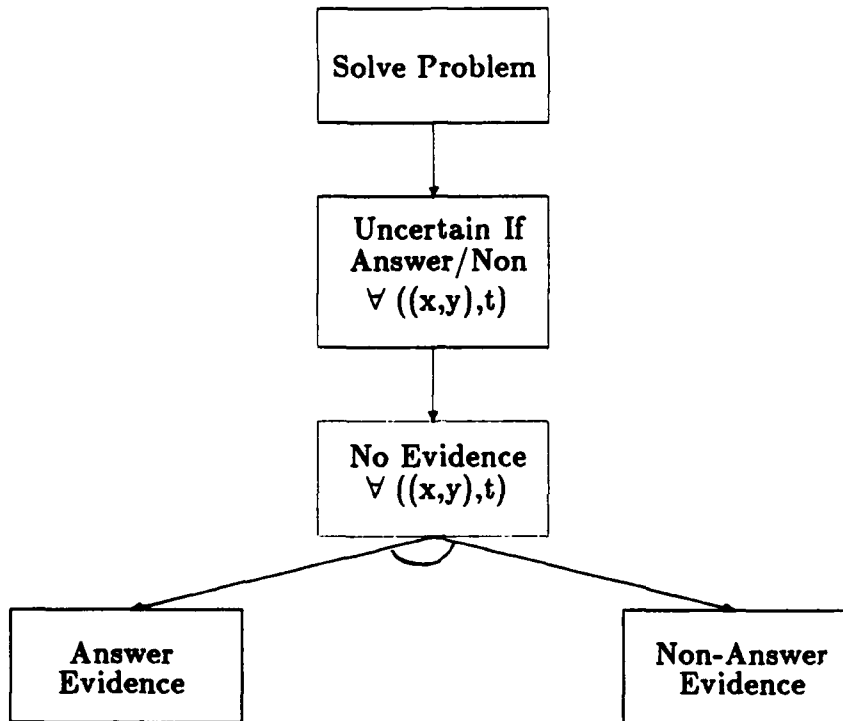 Solve Problem
Uncertain If
Answer/Non
∀ ((x,y),t)
No Evidence
∀ ((x,y),t)
Answer
Evidence
Non-Answer
Evidence